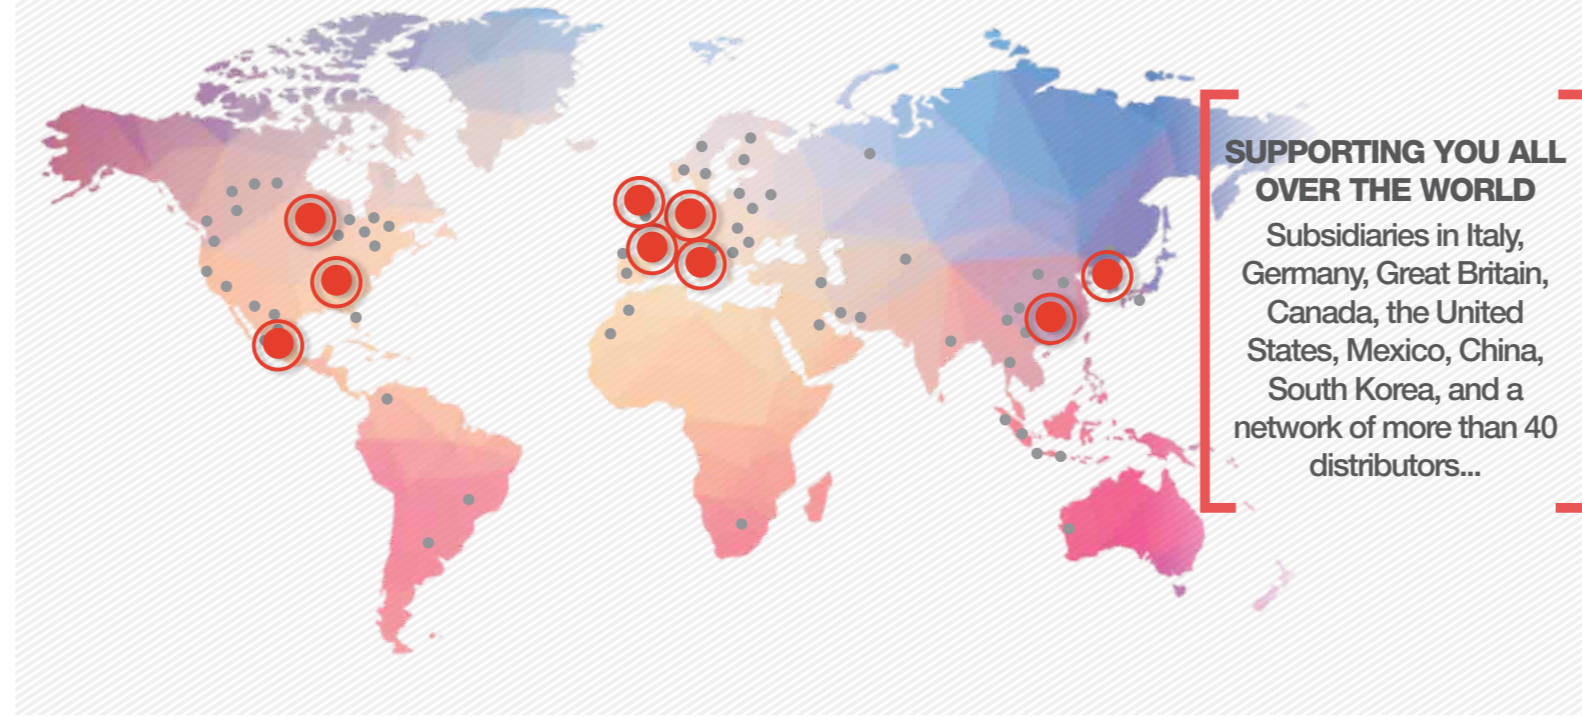 SUPPORTING YOU ALL
OVER THE WORLD
Subsidiaries in Italy,
Germany, Great Britain,
Canada, the United
States, Mexico, China,
South Korea, and a
network of more than 40
distributors...